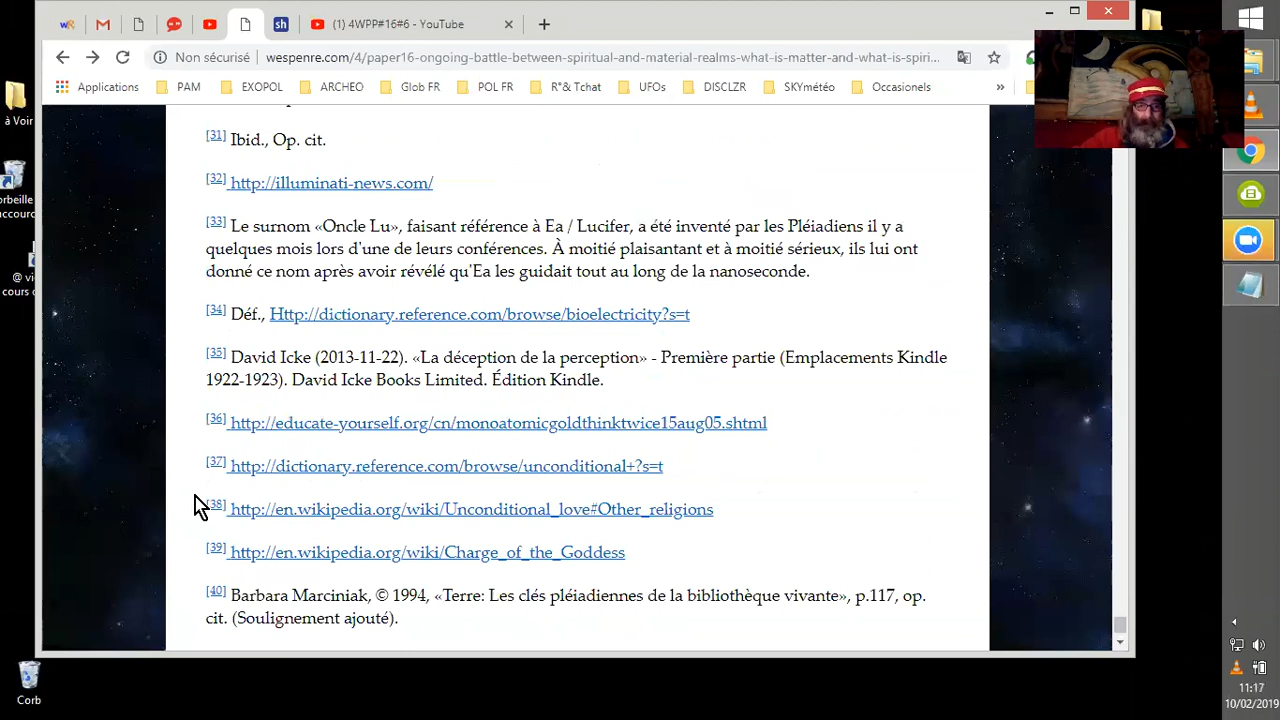 (1) 4WPP#16#6 - YouTube
Non sécurisé wespenre.com/4/paper16-ongoing-battle-between-spiritual-and-material-realms-what-is-matter-and-what-is-spiri...
Applications PAM EXOPOL ARCHEO Glob FR POL FR R°& Tchat UFOs DISCLZR SKYmétéo Occasionels »
à Voir
[31] Ibid., Op. cit.
[32] http://illuminati-news.com/
[33] Le surnom «Oncle Lu», faisant référence à Ea / Lucifer, a été inventé par les Pléiadiens il y a
quelques mois lors d'une de leurs conférences. À moitié plaisantant et à moitié sérieux, ils lui ont
donné ce nom après avoir révélé qu'Ea les guidait tout au long de la nanoseconde.
[34] Déf., Http://dictionary.reference.com/browse/bioelectricity?s=t
[35] David Icke (2013-11-22). «La déception de la perception» - Première partie (Emplacements Kindle
1922-1923). David Icke Books Limited. Édition Kindle.
[36] http://educate-yourself.org/cn/monoatomicgoldthinktwice15aug05.shtml
[37] http://dictionary.reference.com/browse/unconditional+?s=t
[38] http://en.wikipedia.org/wiki/Unconditional_love#Other_religions
[39] http://en.wikipedia.org/wiki/Charge_of_the_Goddess
[40] Barbara Marciniak, © 1994, «Terre: Les clés pléiadiennes de la bibliothèque vivante», p.117, op.
cit. (Soulignement ajouté).
Corb
11:17
10/02/2019